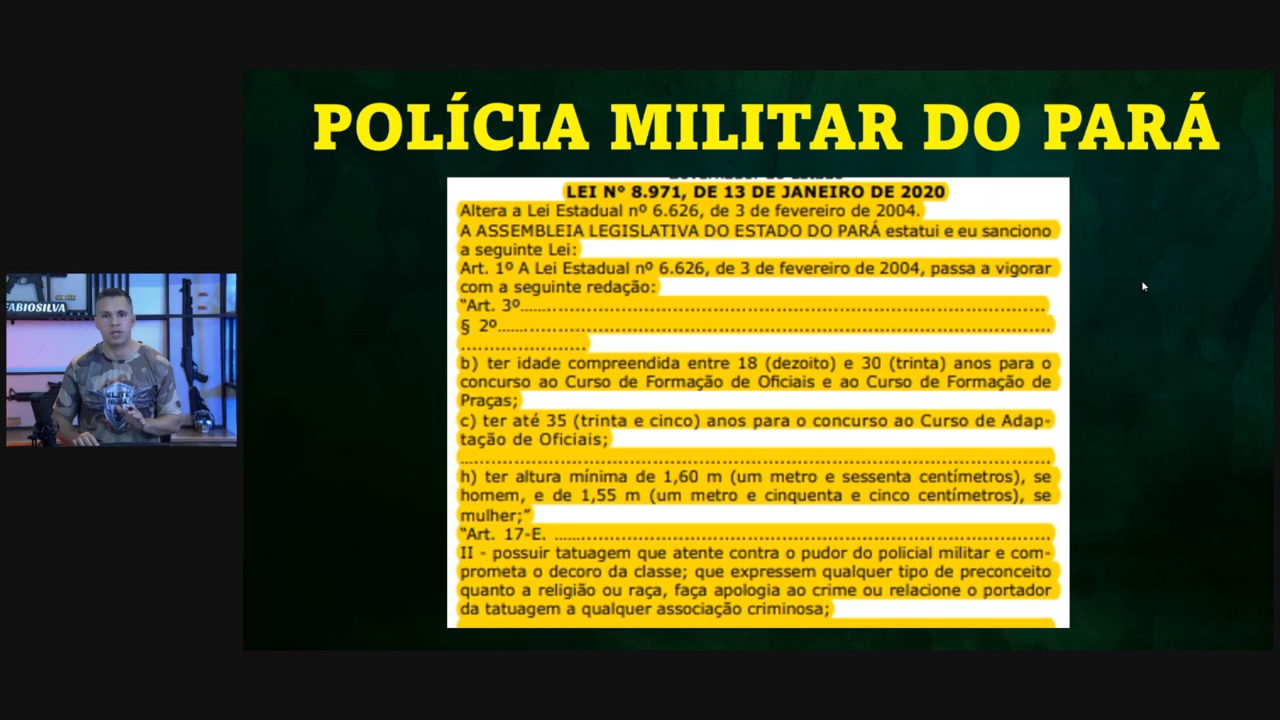 POLÍCIA MILITAR DO PARÁ
LEI Nº 8.971, DE 13 DE JANEIRO DE 2020
Altera a Lei Estadual nº 6.626, de 3 de fevereiro de 2004.
A ASSEMBLEIA LEGISLATIVA DO ESTADO DO PARÁ estatui e eu sanciono
a seguinte Lei:
Art. 1º A Lei Estadual nº 6.626, de 3 de fevereiro de 2004, passa a vigorar
com a seguinte redação:
"Art. 3º................................................................................
§ 2º................................................................................
......................
b) ter idade compreendida entre 18 (dezoito) e 30 (trinta) anos para o
concurso ao Curso de Formação de Oficiais e ao Curso de Formação de
Praças;
c) ter até 35 (trinta e cinco) anos para o concurso ao Curso de Adap-
tação de Oficiais;
................................................................................
h) ter altura mínima de 1,60 m (um metro e sessenta centímetros), se
homem, e de 1,55 m (um metro e cinquenta e cinco centímetros), se
mulher;"
"Art. 17-E. ......................................................................
II - possuir tatuagem que atente contra o pudor do policial militar e com-
prometa o decoro da classe; que expressem qualquer tipo de preconceito
quanto a religião ou raça, faça apologia ao crime ou relacione o portador
da tatuagem a qualquer associação criminosa;
FABIOSILVA
ELITE